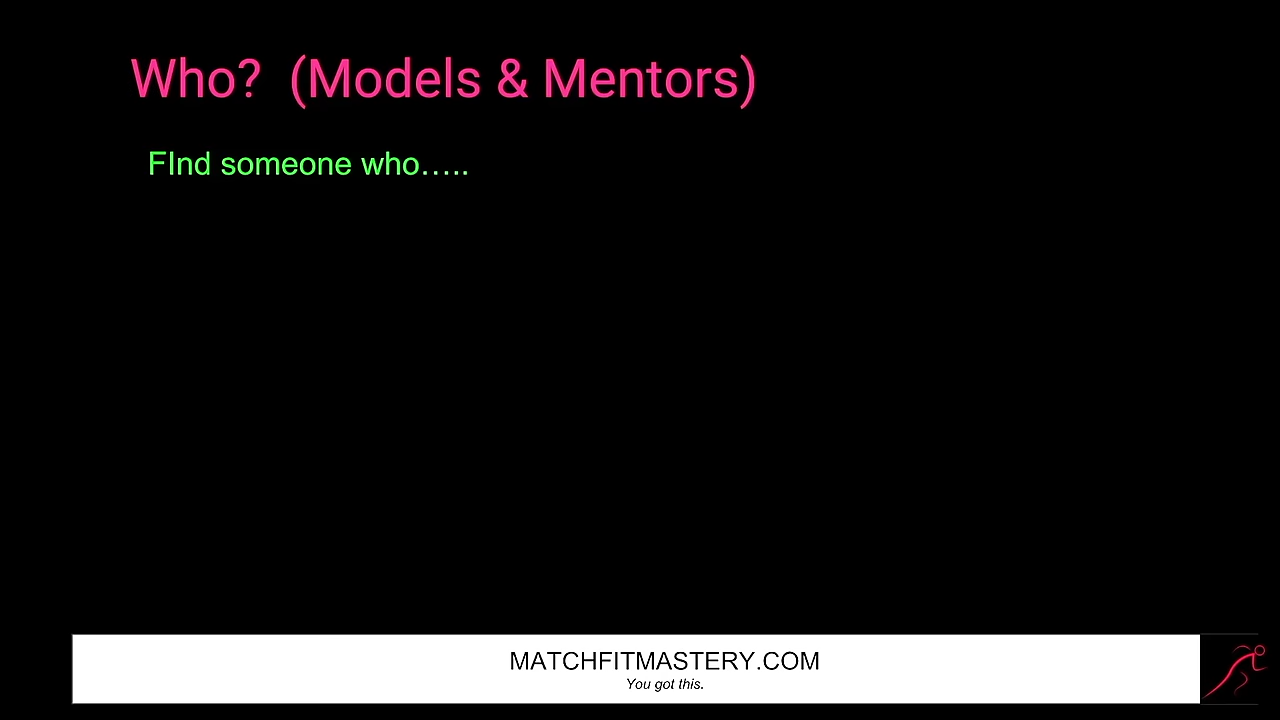 Who?  (Models & Mentors)
FInd someone who…..
MATCHFITMASTERY.COM
You got this.